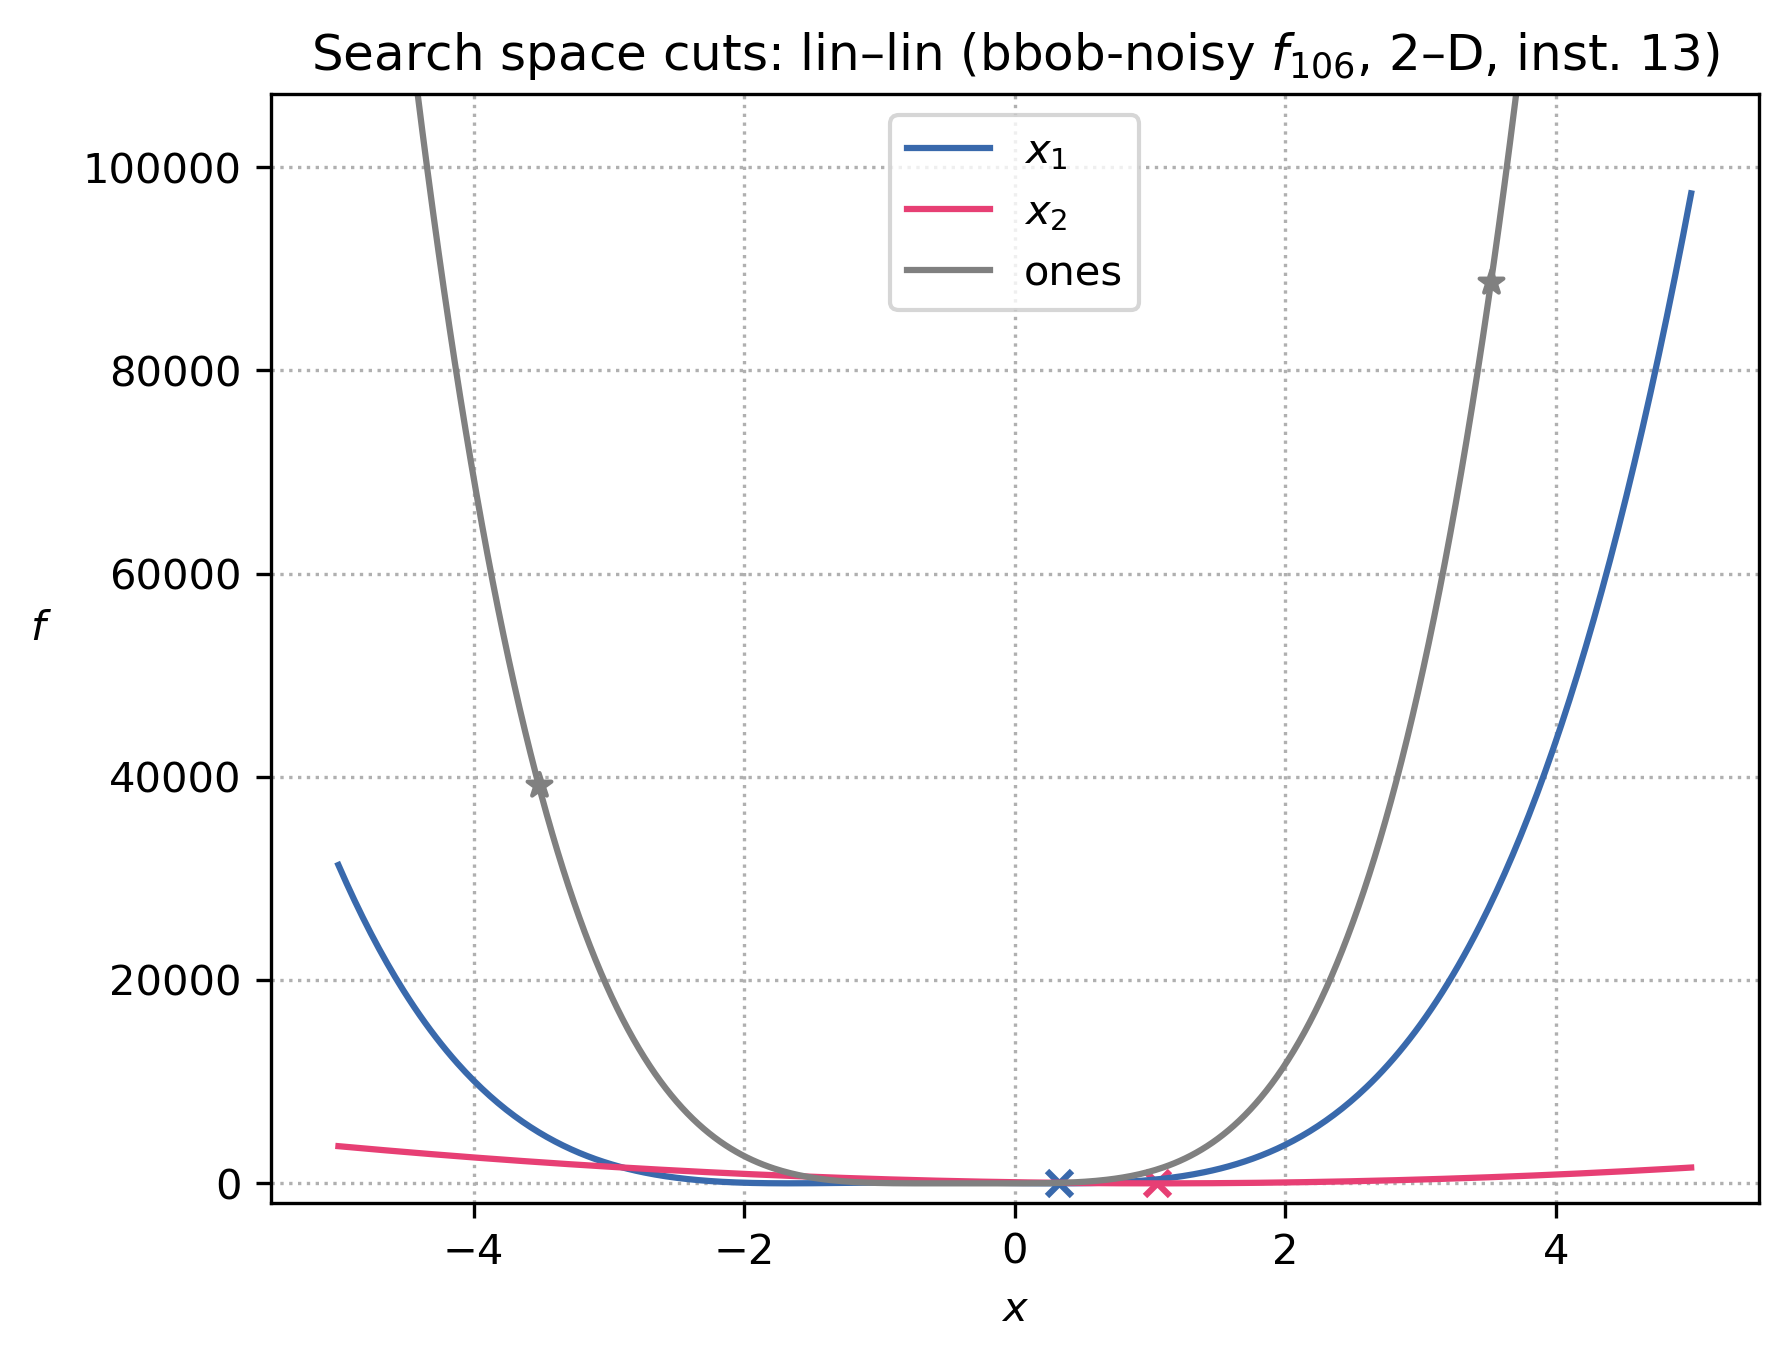 Search space cuts: lin–lin (bbob-noisy f₁₀₆, 2–D, inst. 13)
x₁
x₂
ones
100000
80000
60000
40000
20000
0
f
−4 −2 0 2 4
x